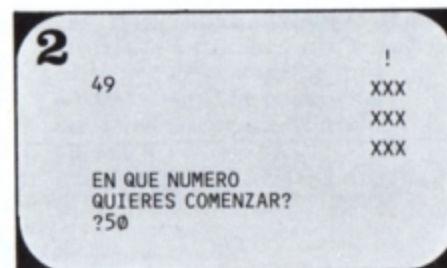 2
!
49 XXX
XXX
XXX
EN QUE NUMERO
QUIERES COMENZAR?
?50